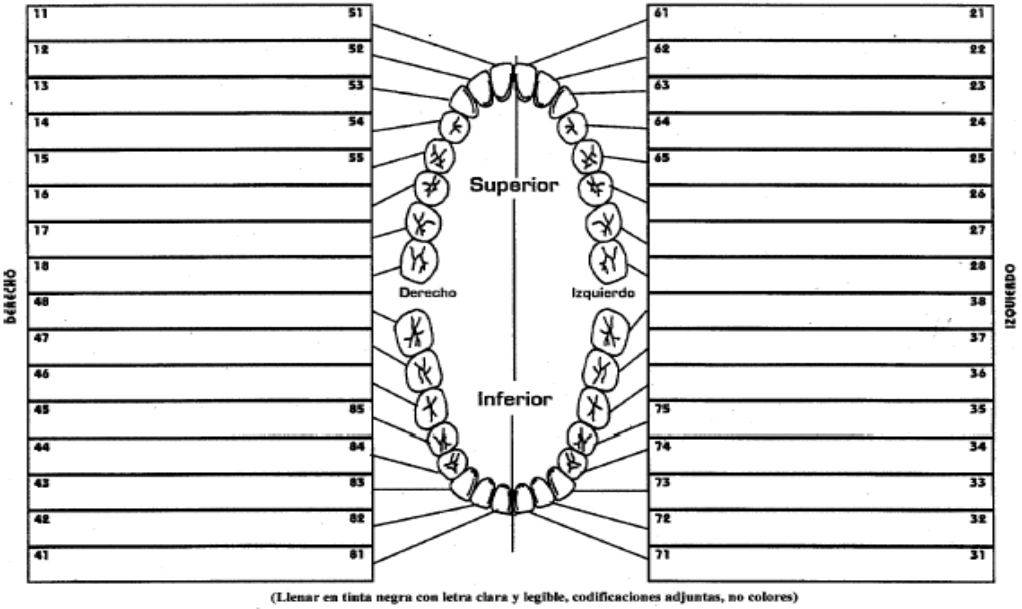 11 51 61 21
12 52 62 22
13 53 63 23
14 54 64 24
15 55 65 25
16 26
17 27
18 28
48 38
47 37
46 36
45 85 75 35
44 84 74 34
43 83 73 33
42 82 72 32
41 81 71 31
DERECHO
Superior
Derecho Izquierdo
Inferior
IZQUIERDO
(Llenar en tinta negra con letra clara y legible, codificaciones adjuntas, no colores)